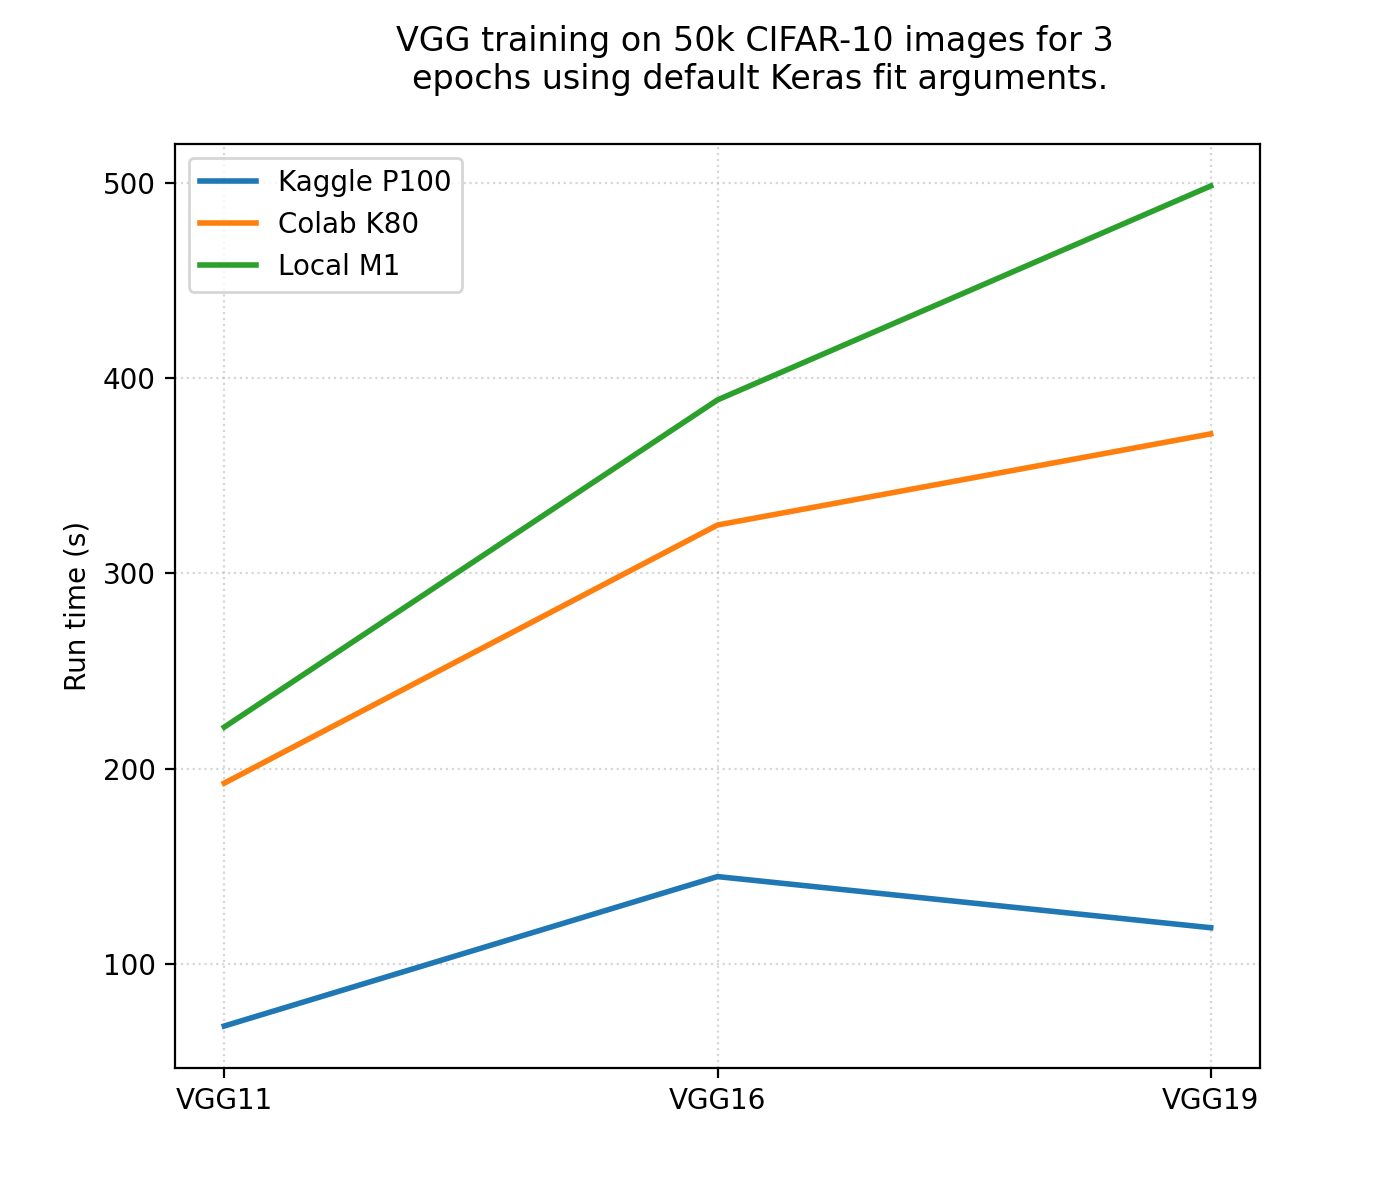 VGG training on 50k CIFAR-10 images for 3
epochs using default Keras fit arguments.
Kaggle P100
Colab K80
Local M1
500
400
300
200
100
Run time (s)
VGG11
VGG16
VGG19